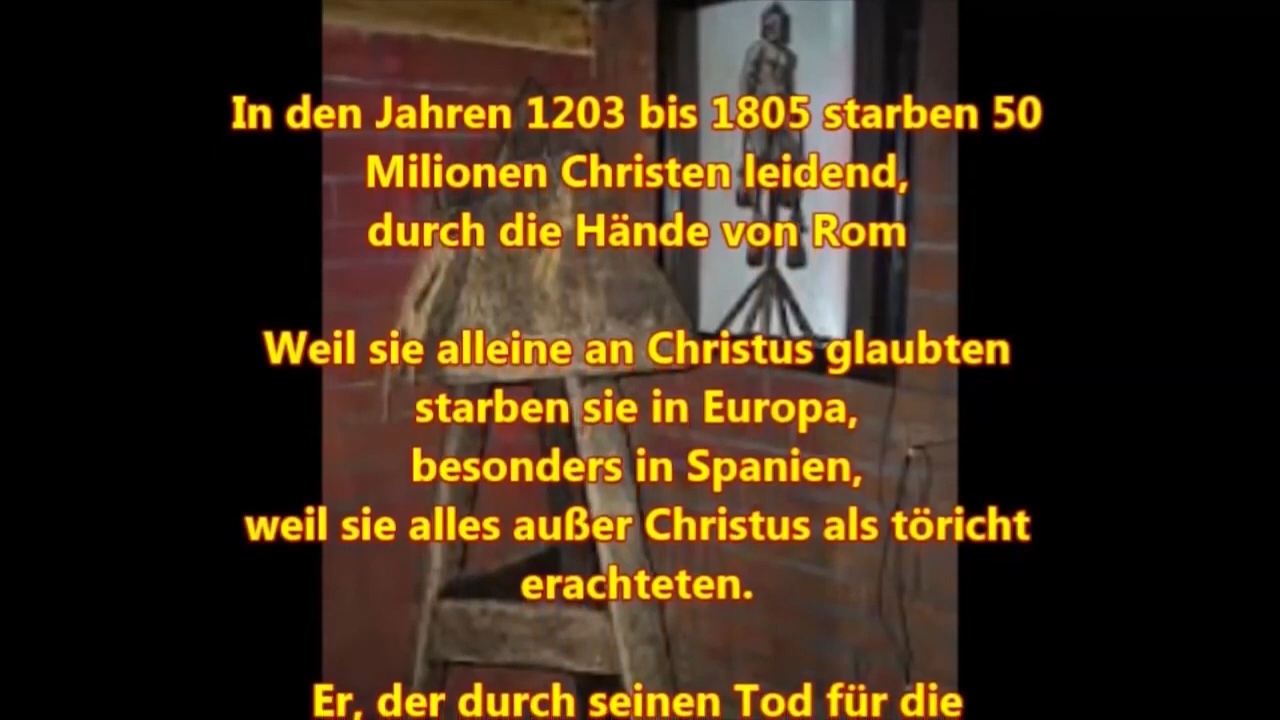 In den Jahren 1203 bis 1805 starben 50
Milionen Christen leidend,
durch die Hände von Rom
Weil sie alleine an Christus glaubten
starben sie in Europa,
besonders in Spanien,
weil sie alles außer Christus als töricht
erachteten.
Er, der durch seinen Tod für die